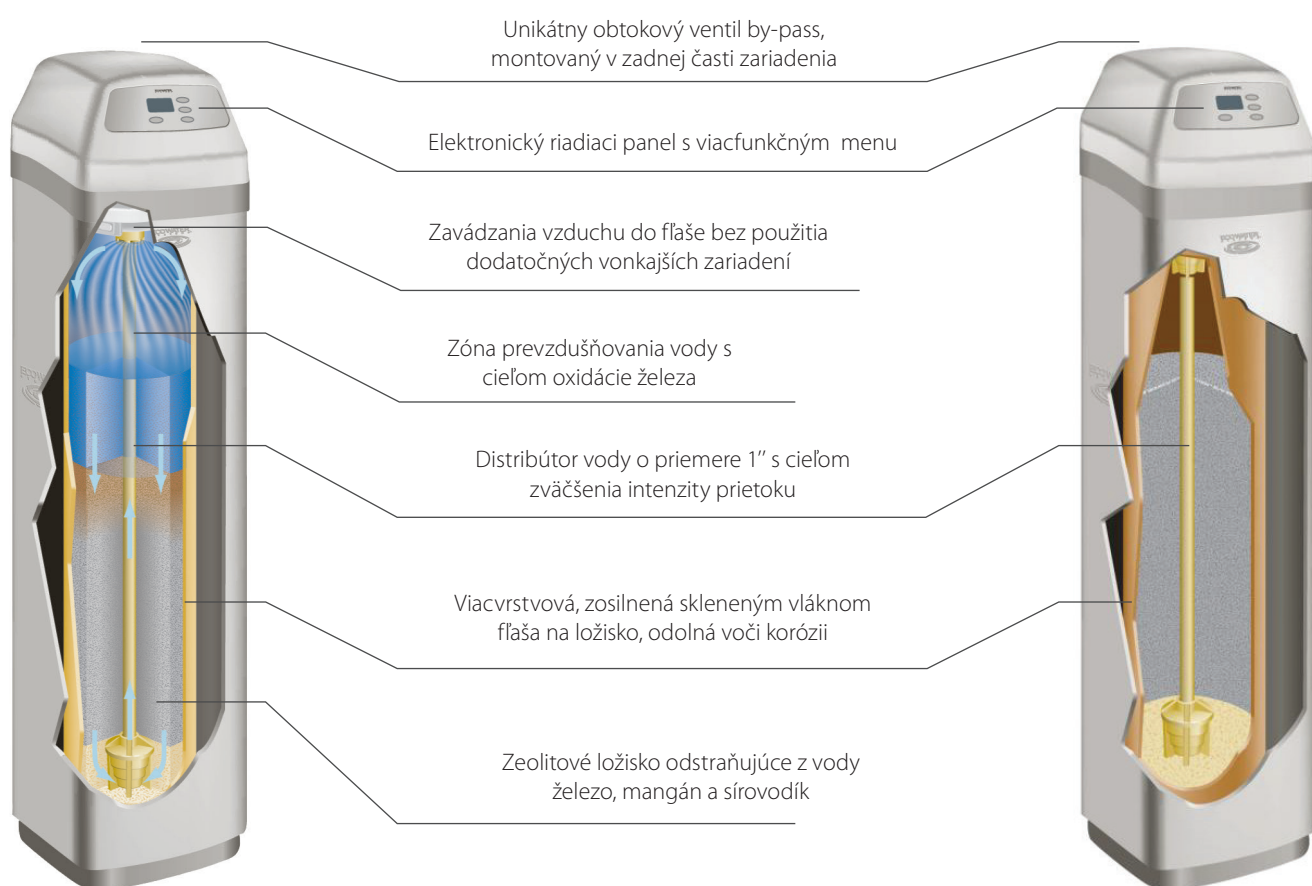 Unikátny obtokový ventil by-pass,
montovaný v zadnej časti zariadenia
Elektronický riadiaci panel s viacfunkčným menu
Zavádzania vzduchu do fľaše bez použitia
dodatočných vonkajších zariadení
Zóna prevzdušňovania vody s
cieľom oxidácie železa
Distribútor vody o priemere 1’’ s cieľom
zväčšenia intenzity prietoku
Viacvrstvová, zosilnená skleneným vláknom
fľaša na ložisko, odolná voči korózii
Zeolitové ložisko odstraňujúce z vody
železo, mangán a sírovodík